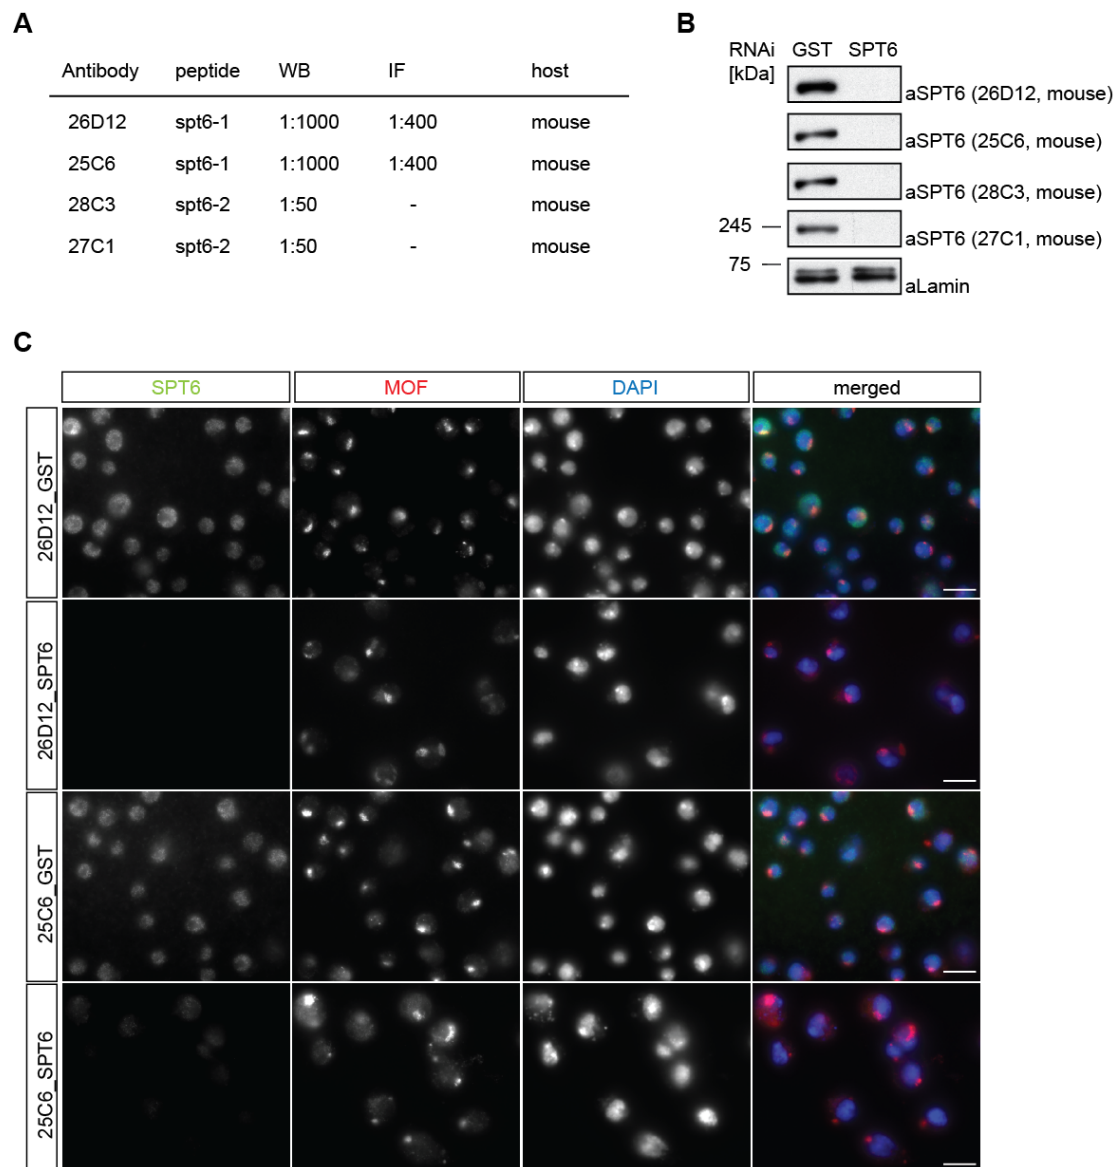 A
Antibody peptide WB IF host
26D12 spt6-1 1:1000 1:400 mouse
25C6 spt6-1 1:1000 1:400 mouse
28C3 spt6-2 1:50 - mouse
27C1 spt6-2 1:50 - mouse
B
RNAi GST SPT6
[kDa]
aSPT6 (26D12, mouse)
aSPT6 (25C6, mouse)
aSPT6 (28C3, mouse)
245 aSPT6 (27C1, mouse)
75 aLamin
C
SPT6 MOF DAPI merged
26D12_GST
26D12_SPT6
25C6_GST
25C6_SPT6